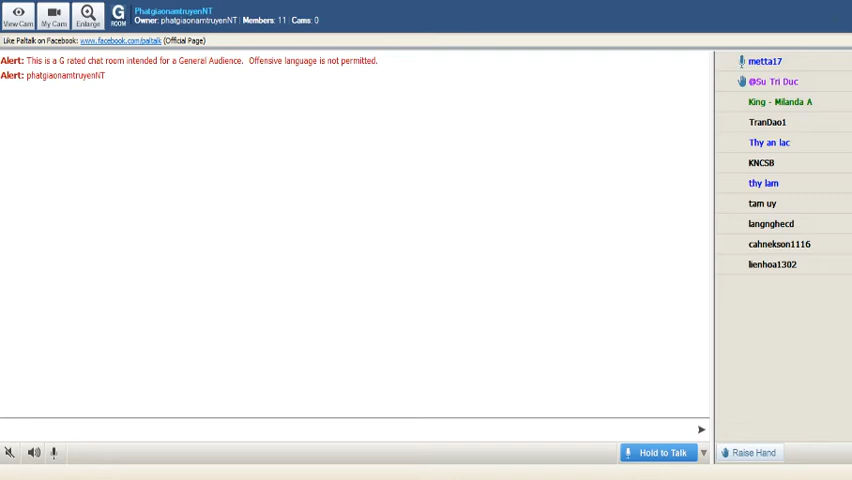 PhatgiaonamtruyenNT
Owner: phatgiaonamtruyenNT | Members: 11 | Cams: 0
View Cam
My Cam
Enlarge
G
ROOM
Like Paltalk on Facebook: www.facebook.com/paltalk (Official Page)
Alert: This is a G rated chat room intended for a General Audience. Offensive language is not permitted.
Alert: phatgiaonamtruyenNT
metta17
@Su Tri Duc
King - Milanda A
TranDao1
Thy an lac
KNCSB
thy lam
tam uy
langnghecd
cahnekson1116
lienhoa1302
Hold to Talk
Raise Hand